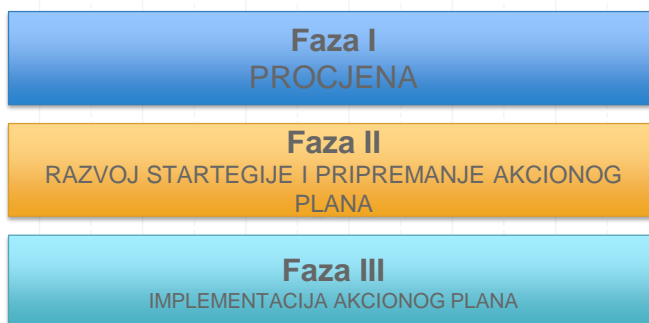 Faza I
PROCJENA
Faza II
RAZVOJ STARTEGIJE I PRIPREMANJE AKCIONOG
PLANA
Faza III
IMPLEMENTACIJA AKCIONOG PLANA